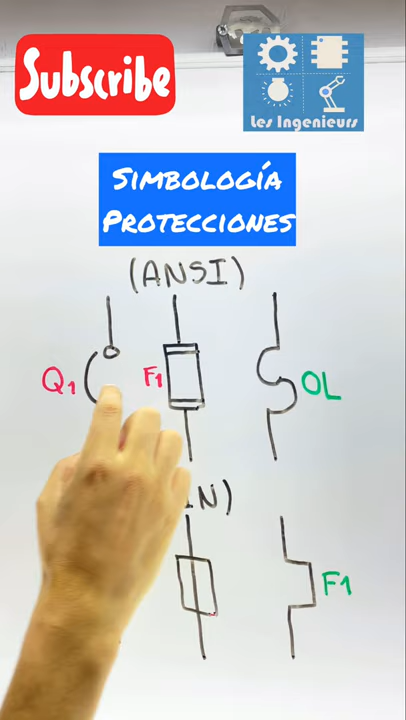 Subscribe
Les Ingenieurs
SIMBOLOGÍA
PROTECCIONES
(ANSI)
Q1
F1
OL
N)
F1